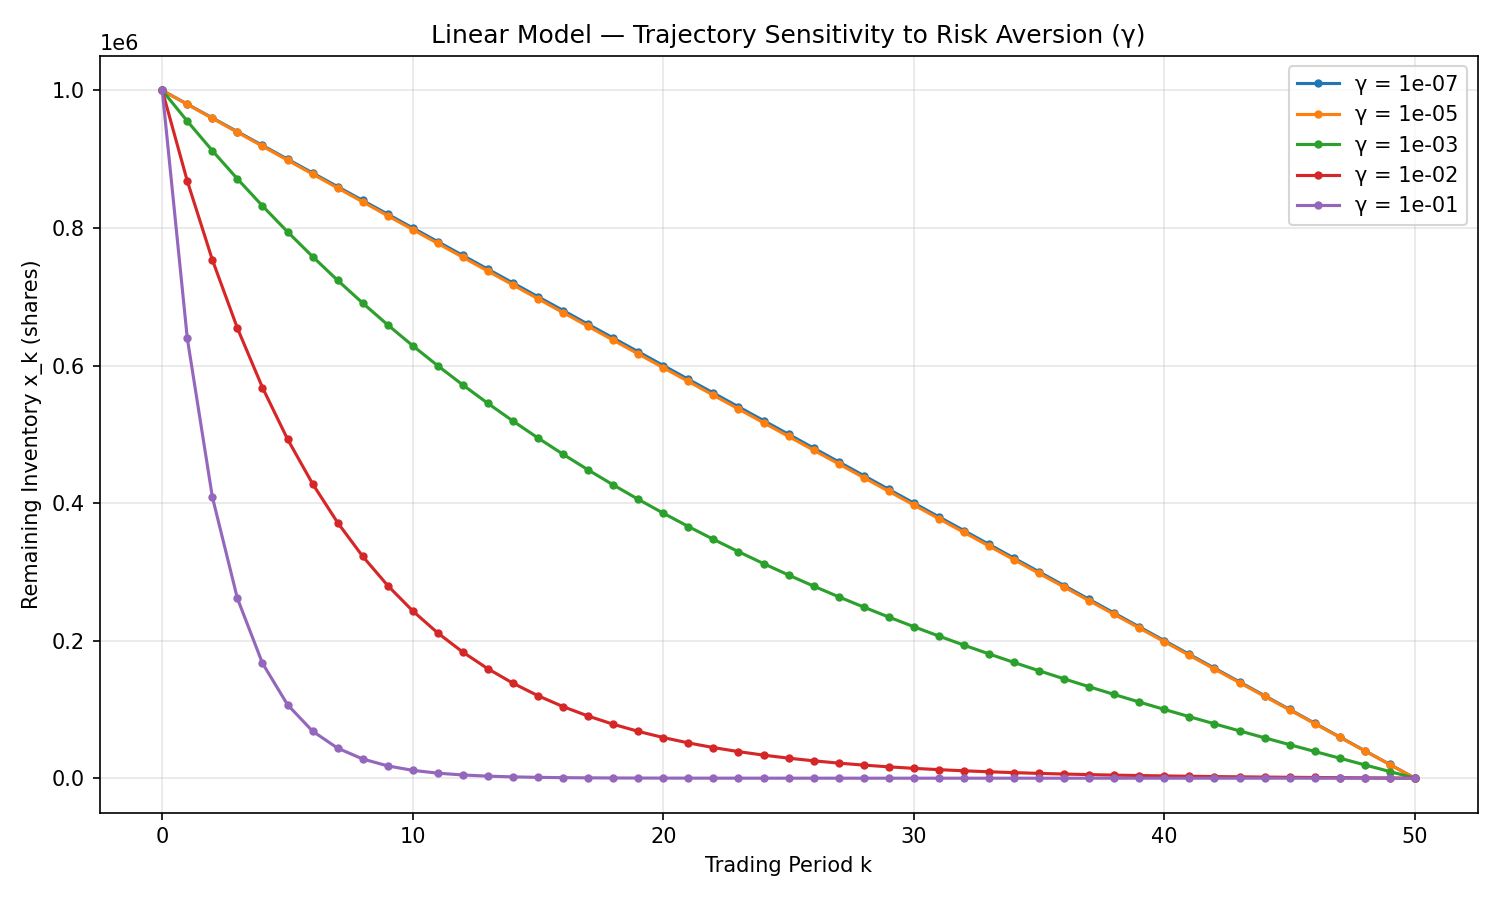 Linear Model — Trajectory Sensitivity to Risk Aversion (γ)
1e6
1.0
0.8
0.6
0.4
0.2
0.0
Remaining Inventory x_k (shares)
γ = 1e-07
γ = 1e-05
γ = 1e-03
γ = 1e-02
γ = 1e-01
0 10 20 30 40 50
Trading Period k